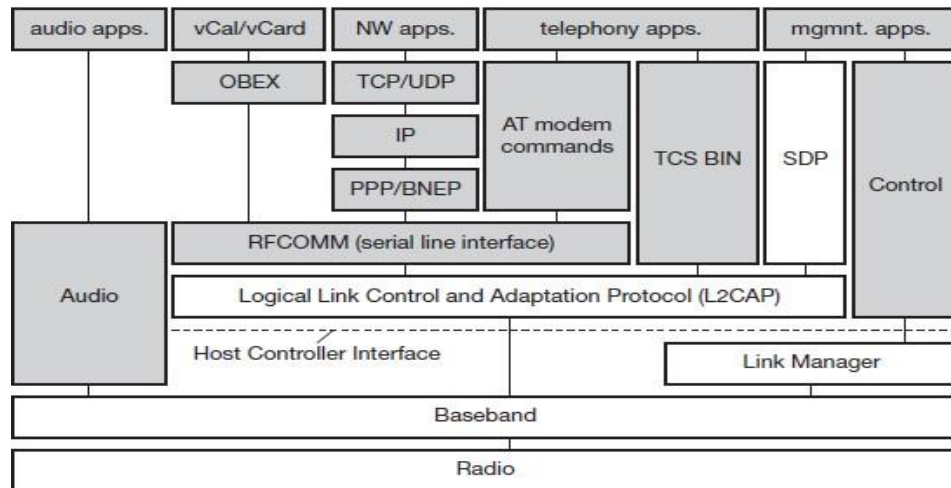 audio apps.
vCal/vCard
NW apps.
telephony apps.
mgmnt. apps.
OBEX
TCP/UDP
AT modem
commands
TCS BIN
SDP
Control
IP
PPP/BNEP
RFCOMM (serial line interface)
Audio
Logical Link Control and Adaptation Protocol (L2CAP)
Host Controller Interface
Link Manager
Baseband
Radio